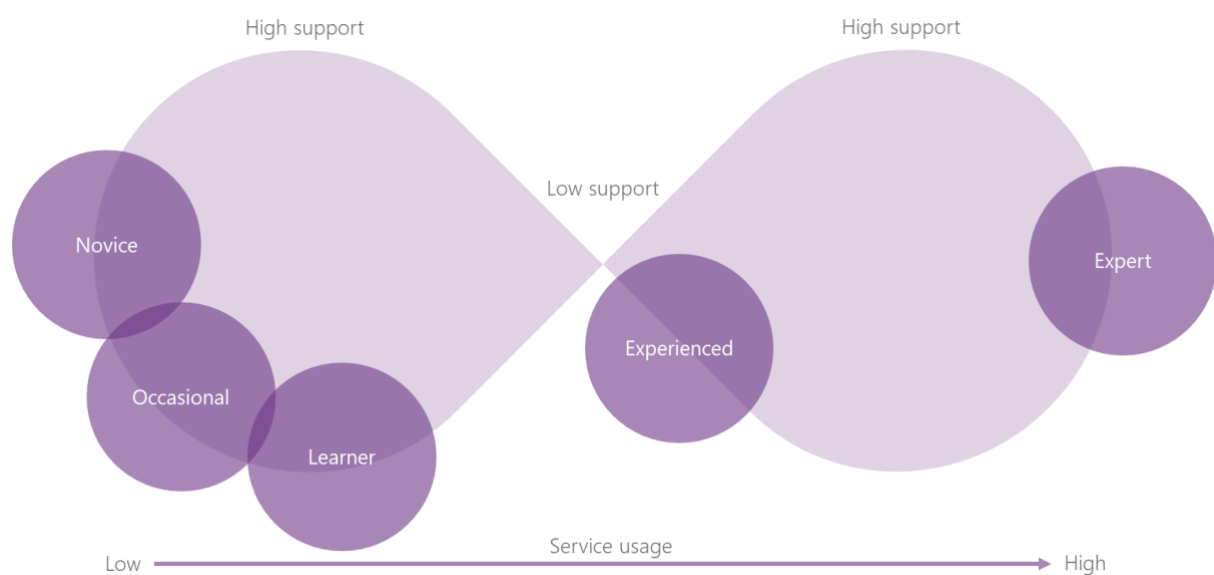 High support
High support
Low support
Novice
Expert
Experienced
Occasional
Learner
Service usage
Low
High